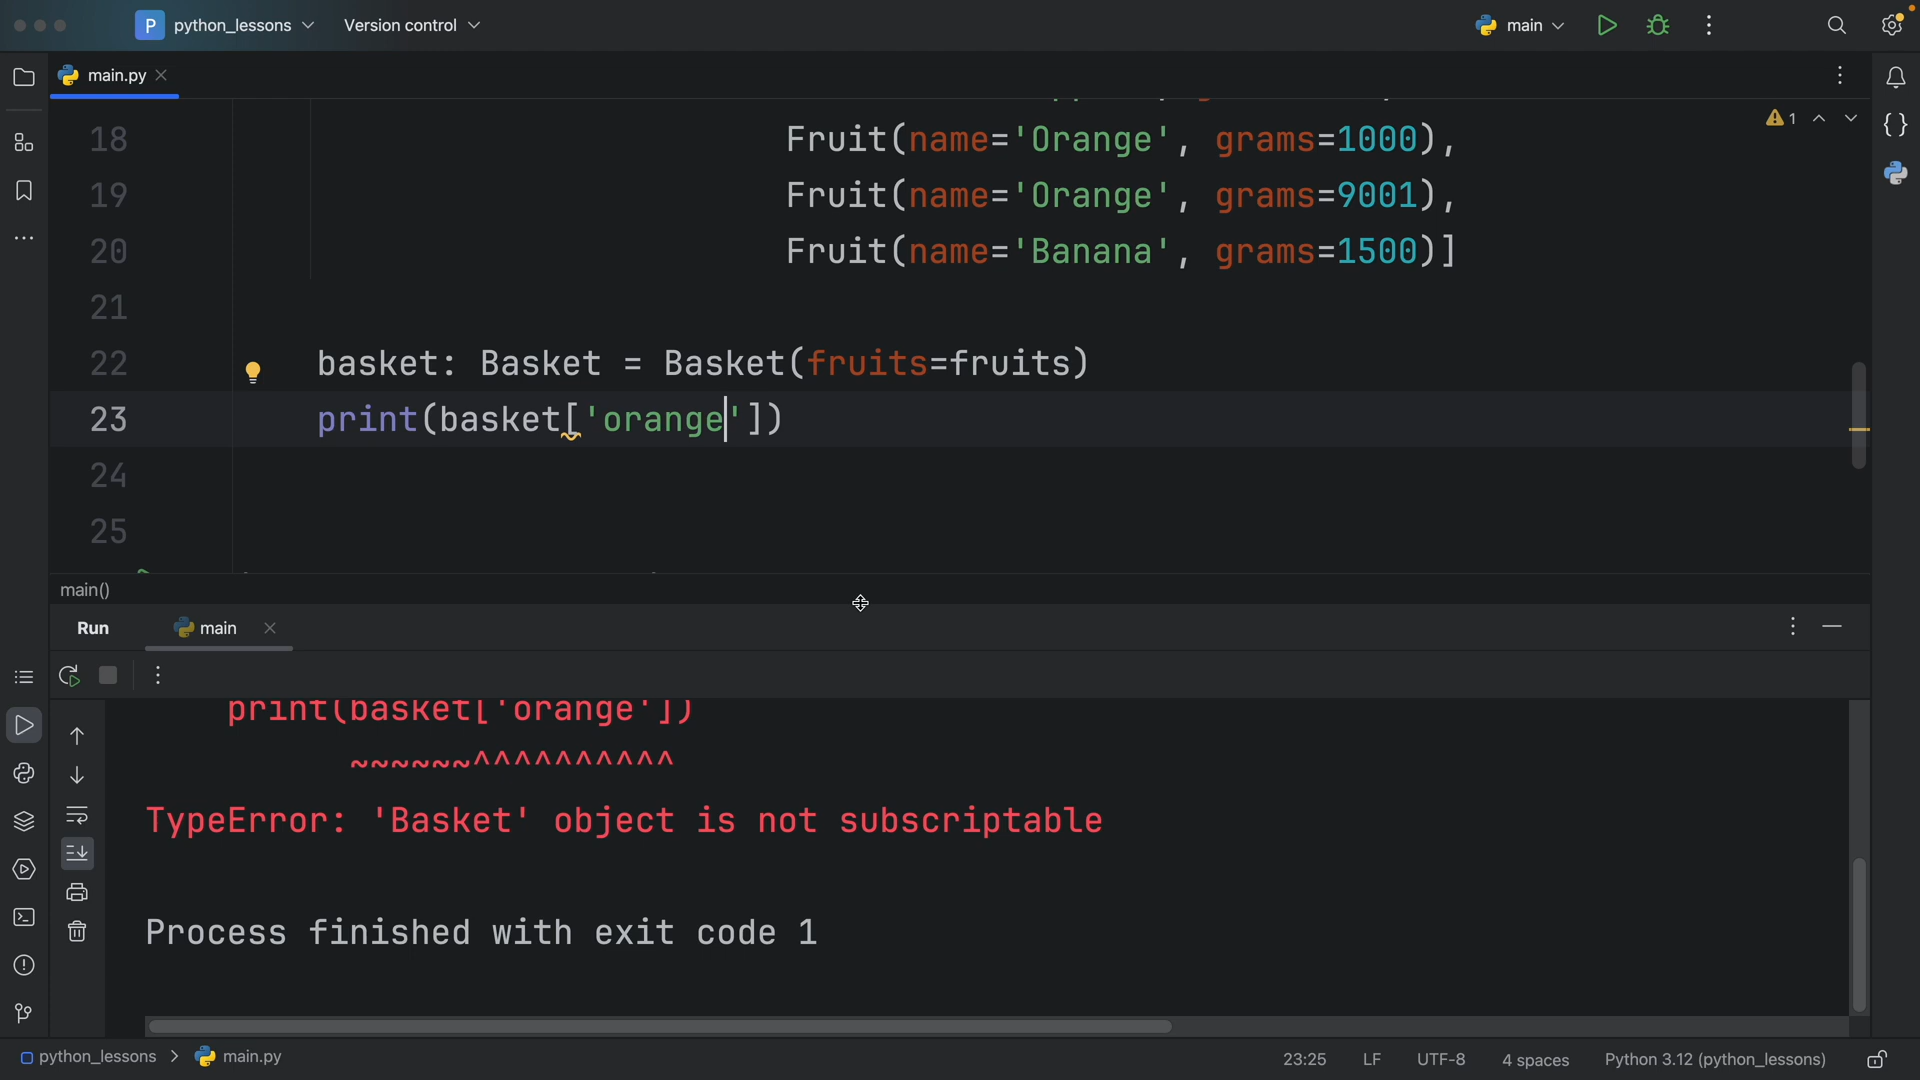 P python_lessons Version control main
main.py
1
18 Fruit(name='Orange', grams=1000),
19 Fruit(name='Orange', grams=9001),
20 Fruit(name='Banana', grams=1500)]
21
22 basket: Basket = Basket(fruits=fruits)
23 print(basket['orange'])
24
25
main()
Run main
print(basket['orange'])
~~~~~~^^^^^^^^^^
TypeError: 'Basket' object is not subscriptable
Process finished with exit code 1
python_lessons > main.py 23:25 LF UTF-8 4 spaces Python 3.12 (python_lessons)